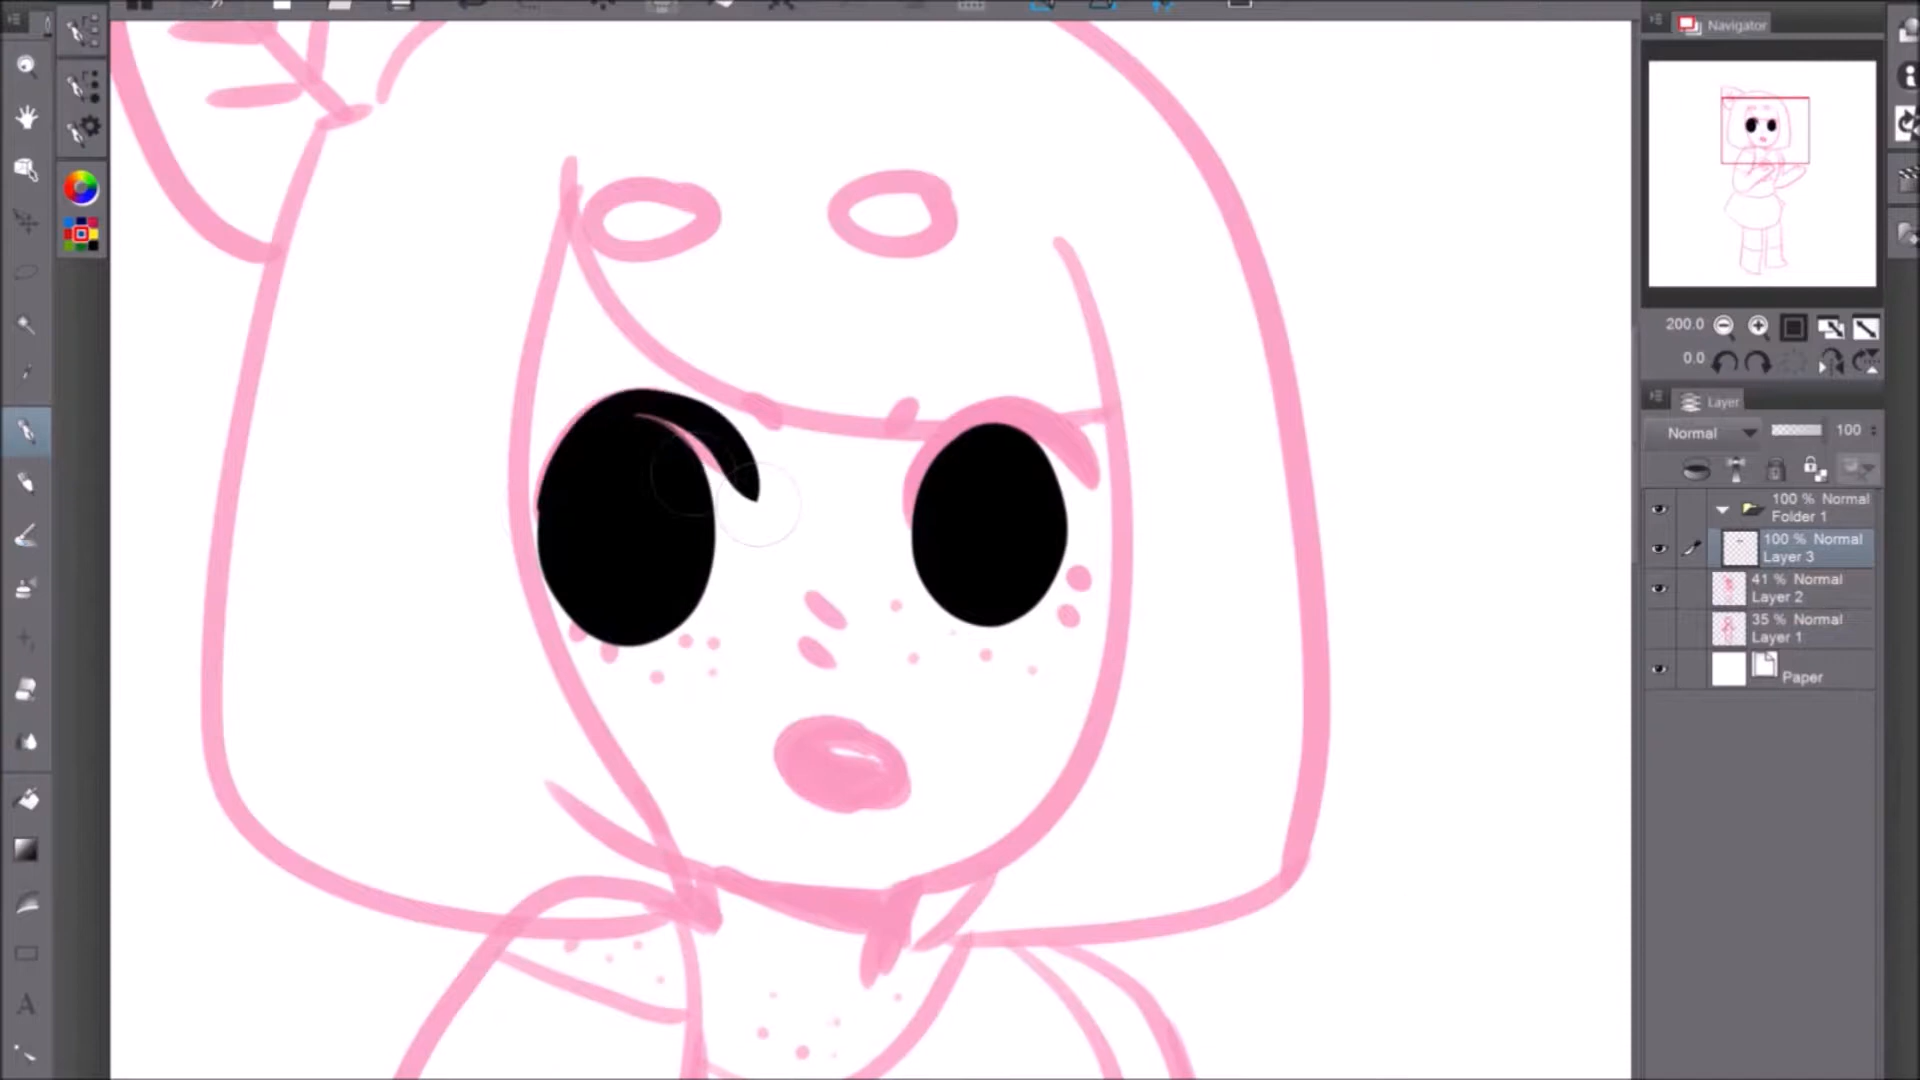 Navigator
200.0
0.0
Layer
Normal 100
100 % Normal
Folder 1
100 % Normal
Layer 3
41 % Normal
Layer 2
35 % Normal
Layer 1
Paper
A